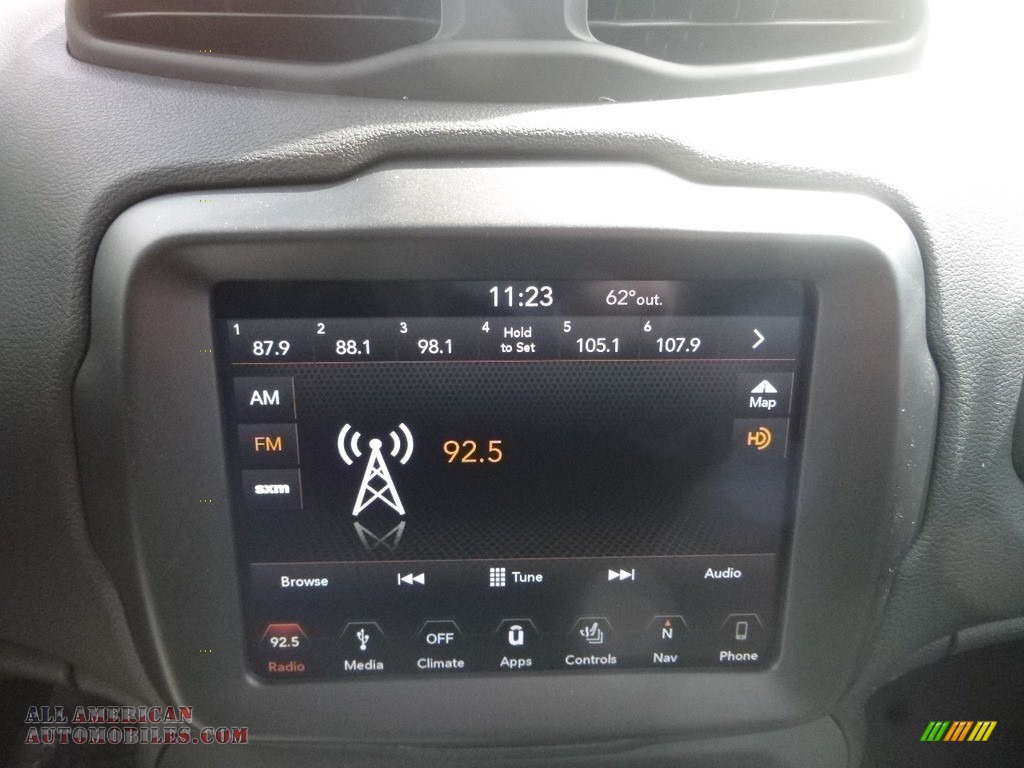 11:23 62° out.
1 2 3 4 Hold to Set 5 6
87.9 88.1 98.1 105.1 107.9
AM
Map
FM 92.5 HD
sxm
Browse Tune Audio
92.5 OFF N
Radio Media Climate Apps Controls Nav Phone
ALL AMERICAN
AUTOMOBILES.COM